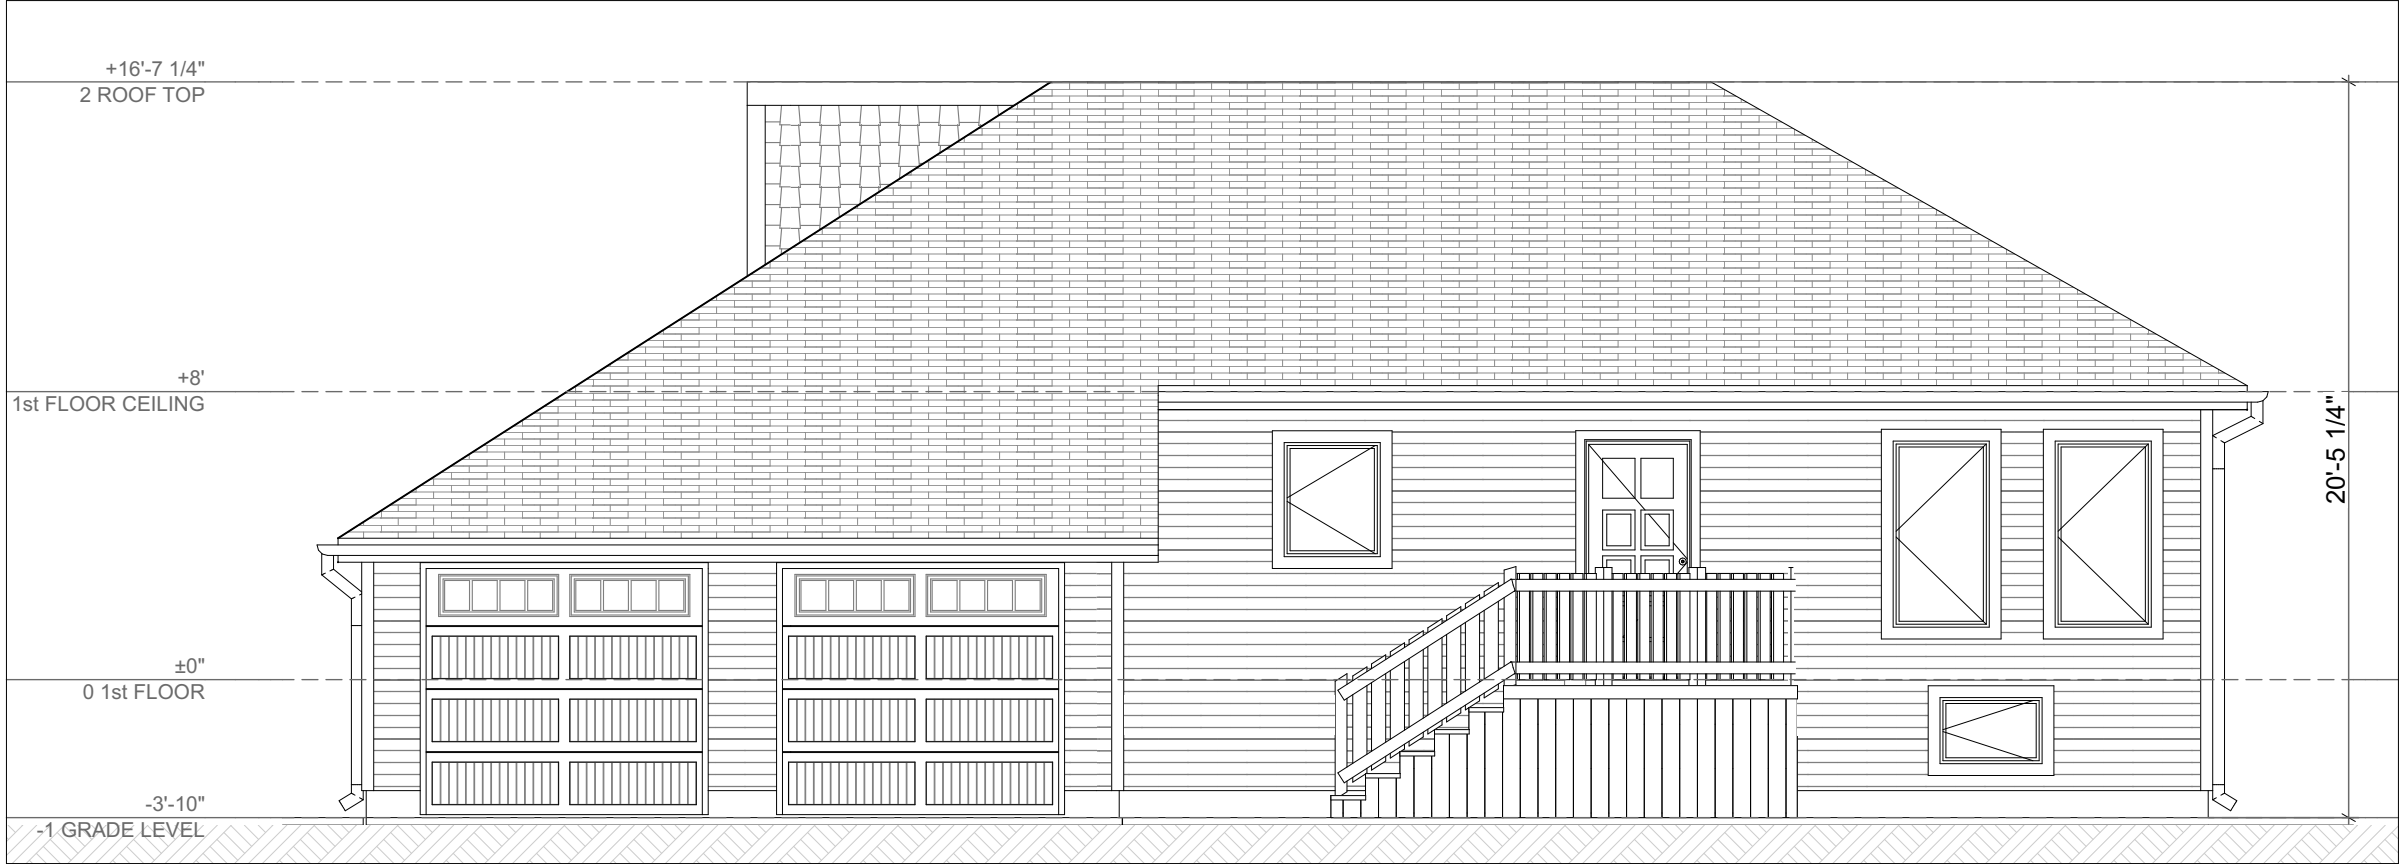 +16'-7 1/4"
2 ROOF TOP
+8'
1st FLOOR CEILING
20'-5 1/4"
±0"
0 1st FLOOR
-3'-10"
-1 GRADE LEVEL